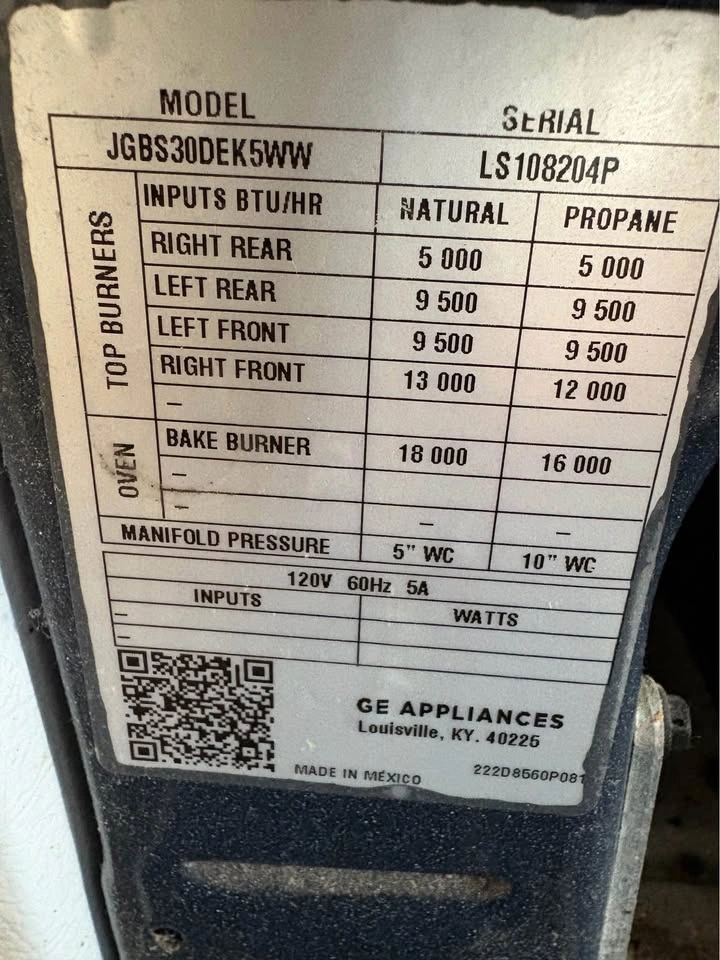 MODEL SERIAL
JGBS30DEK5WW LS108204P
TOP BURNERS
INPUTS BTU/HR NATURAL PROPANE
RIGHT REAR 5 000 5 000
LEFT REAR 9 500 9 500
LEFT FRONT 9 500 9 500
RIGHT FRONT 13 000 12 000
–
OVEN
BAKE BURNER 18 000 16 000
–
– – –
MANIFOLD PRESSURE 5" WC 10" WC
120V 60Hz 5A
INPUTS WATTS
–
–
GE APPLIANCES
Louisville, KY. 40225
MADE IN MÉXICO 222D8560P081